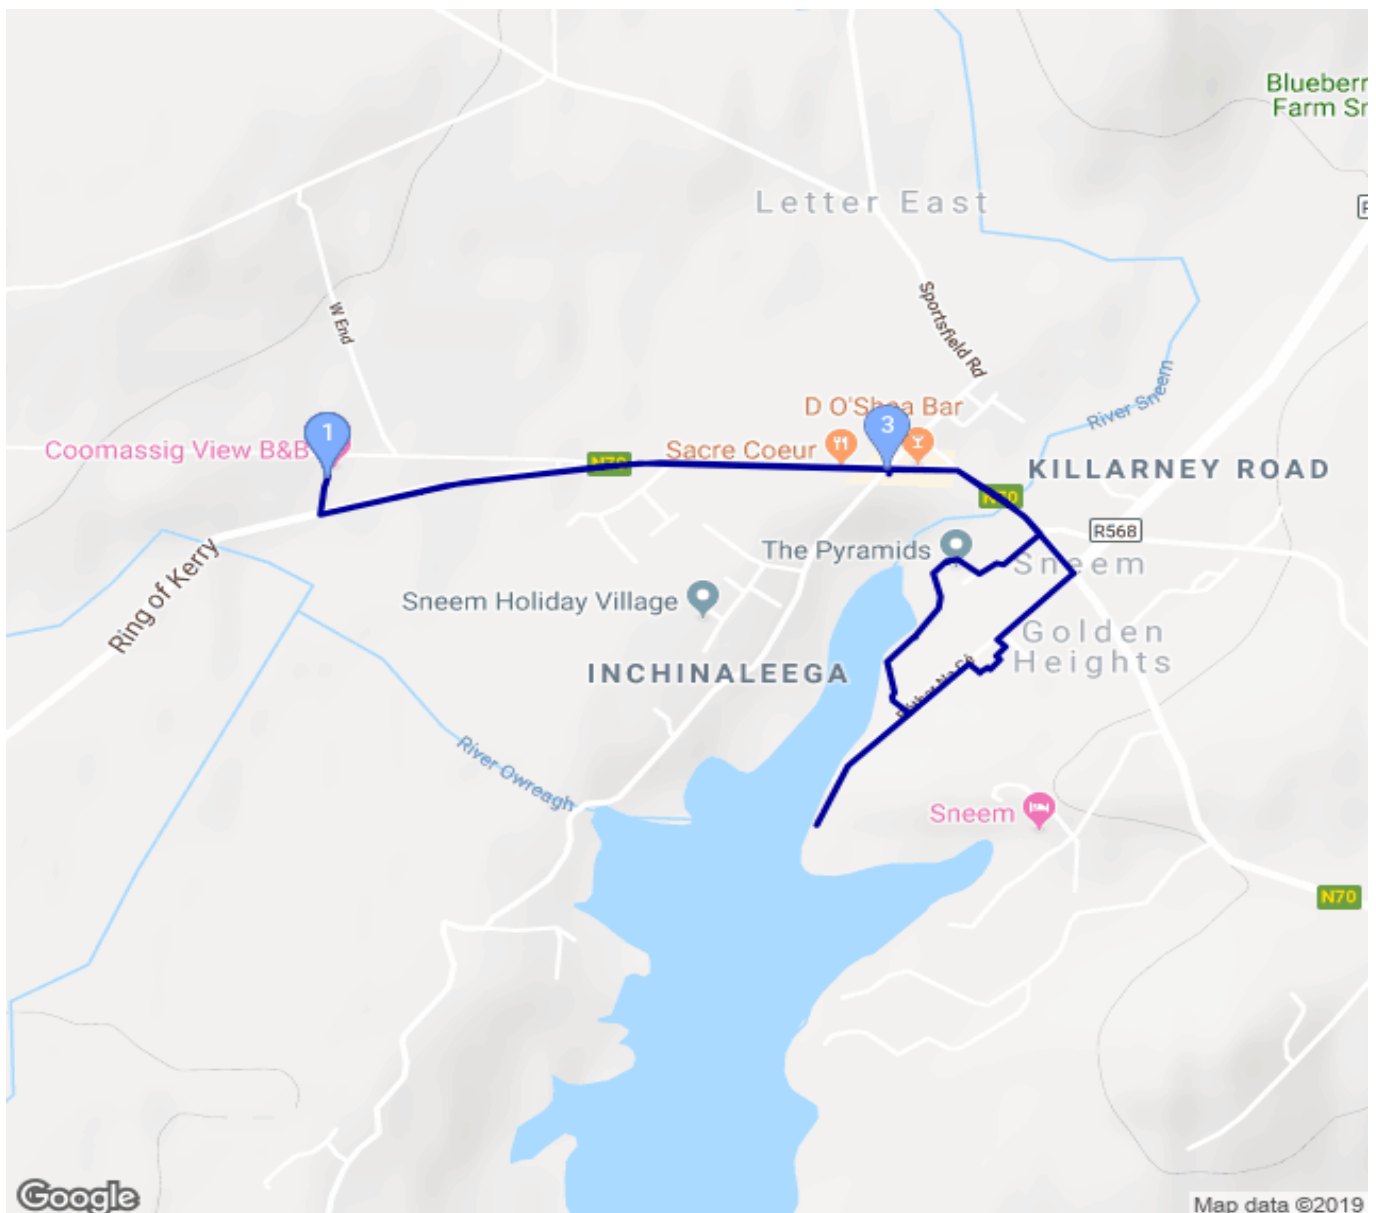 Blueberr
Farm Sr
Letter East
W End
Sportsfield Rd
River Sneem
D O'Shea Bar
1
3
Coomassig View B&B
Sacre Coeur
N70
KILLARNEY ROAD
N70
R568
The Pyramids
Sneem
Ring of Kerry
Sneem Holiday Village
Golden
Heights
INCHINALEEGA
River Owreagh
Sneem
N70
Google
Map data ©2019